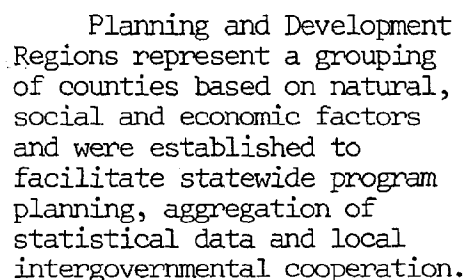 Planning and Development
Regions represent a grouping
of counties based on natural,
social and economic factors
and were established to
facilitate statewide program
planning, aggregation of
statistical data and local
intergovernmental cooperation.